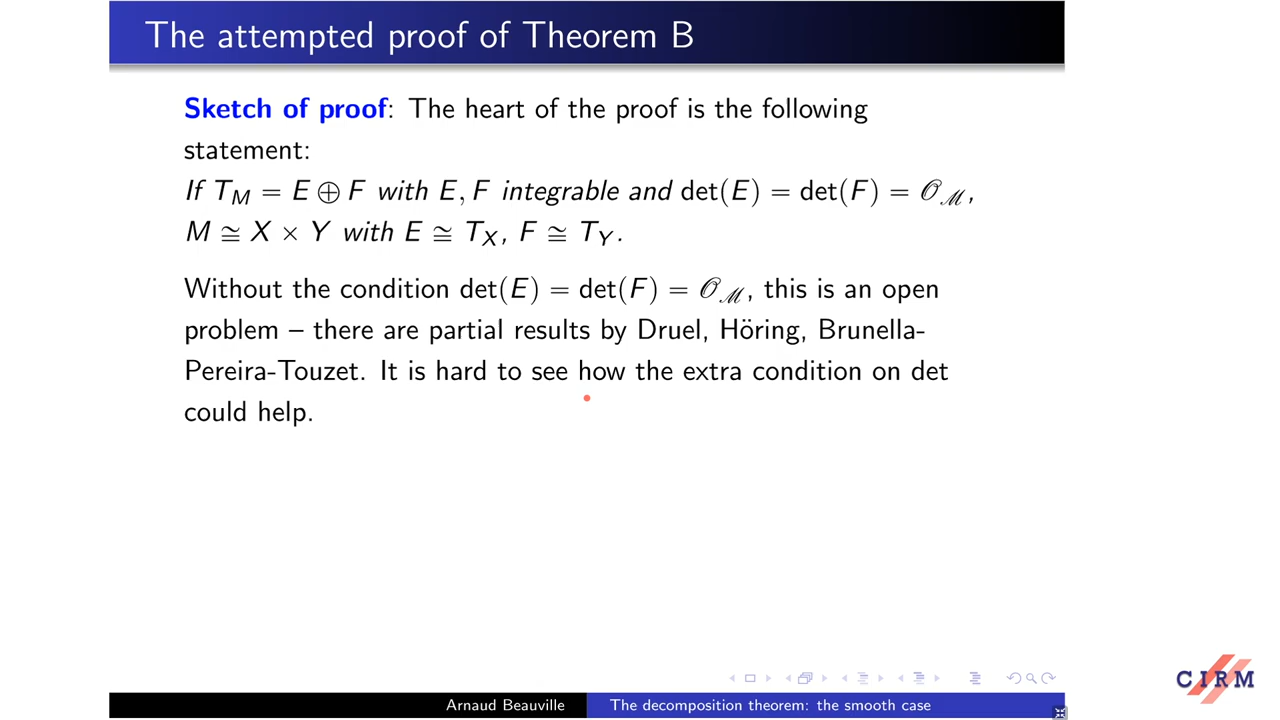 The attempted proof of Theorem B
Sketch of proof: The heart of the proof is the following
statement:
If T_M = E ⊕ F with E, F integrable and det(E) = det(F) = 𝒪_ℳ,
M ≅ X × Y with E ≅ T_X, F ≅ T_Y.
Without the condition det(E) = det(F) = 𝒪_ℳ, this is an open
problem – there are partial results by Druel, Höring, Brunella-
Pereira-Touzet. It is hard to see how the extra condition on det
could help.
CIRM
Arnaud Beauville The decomposition theorem: the smooth case